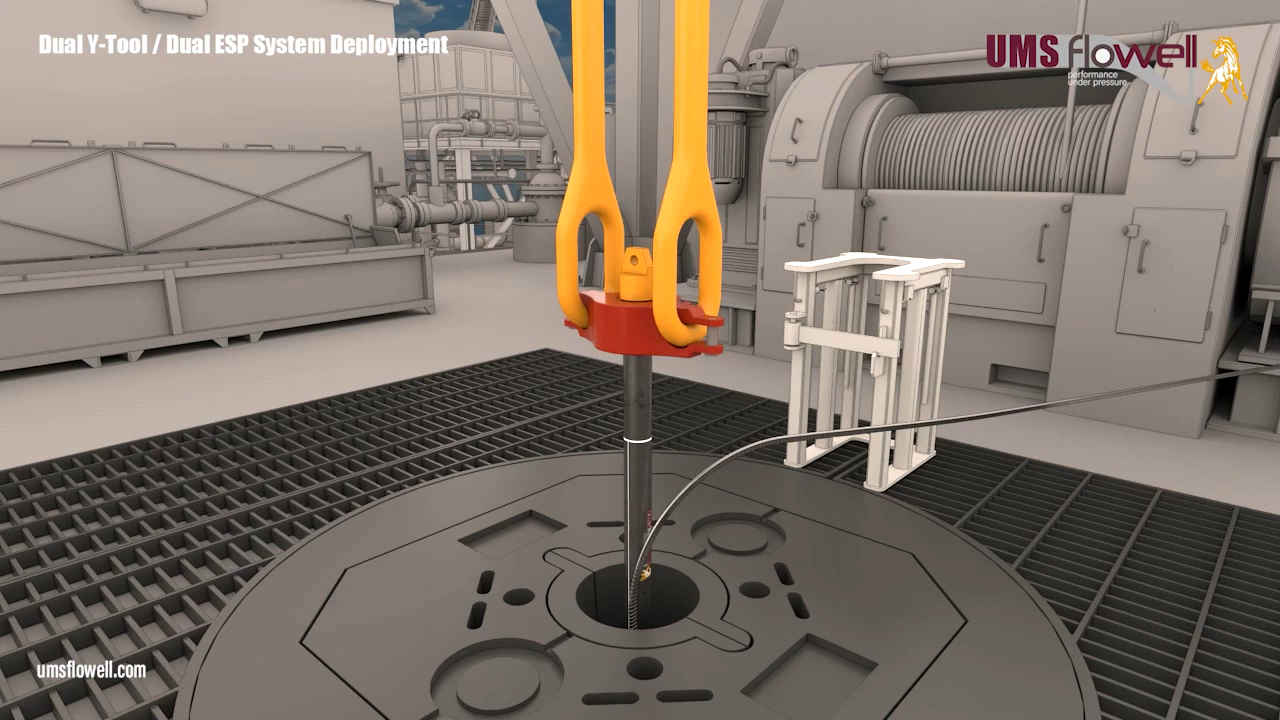 Dual Y-Tool / Dual ESP System Deployment
UMS flowell
performance
under pressure
umsflowell.com